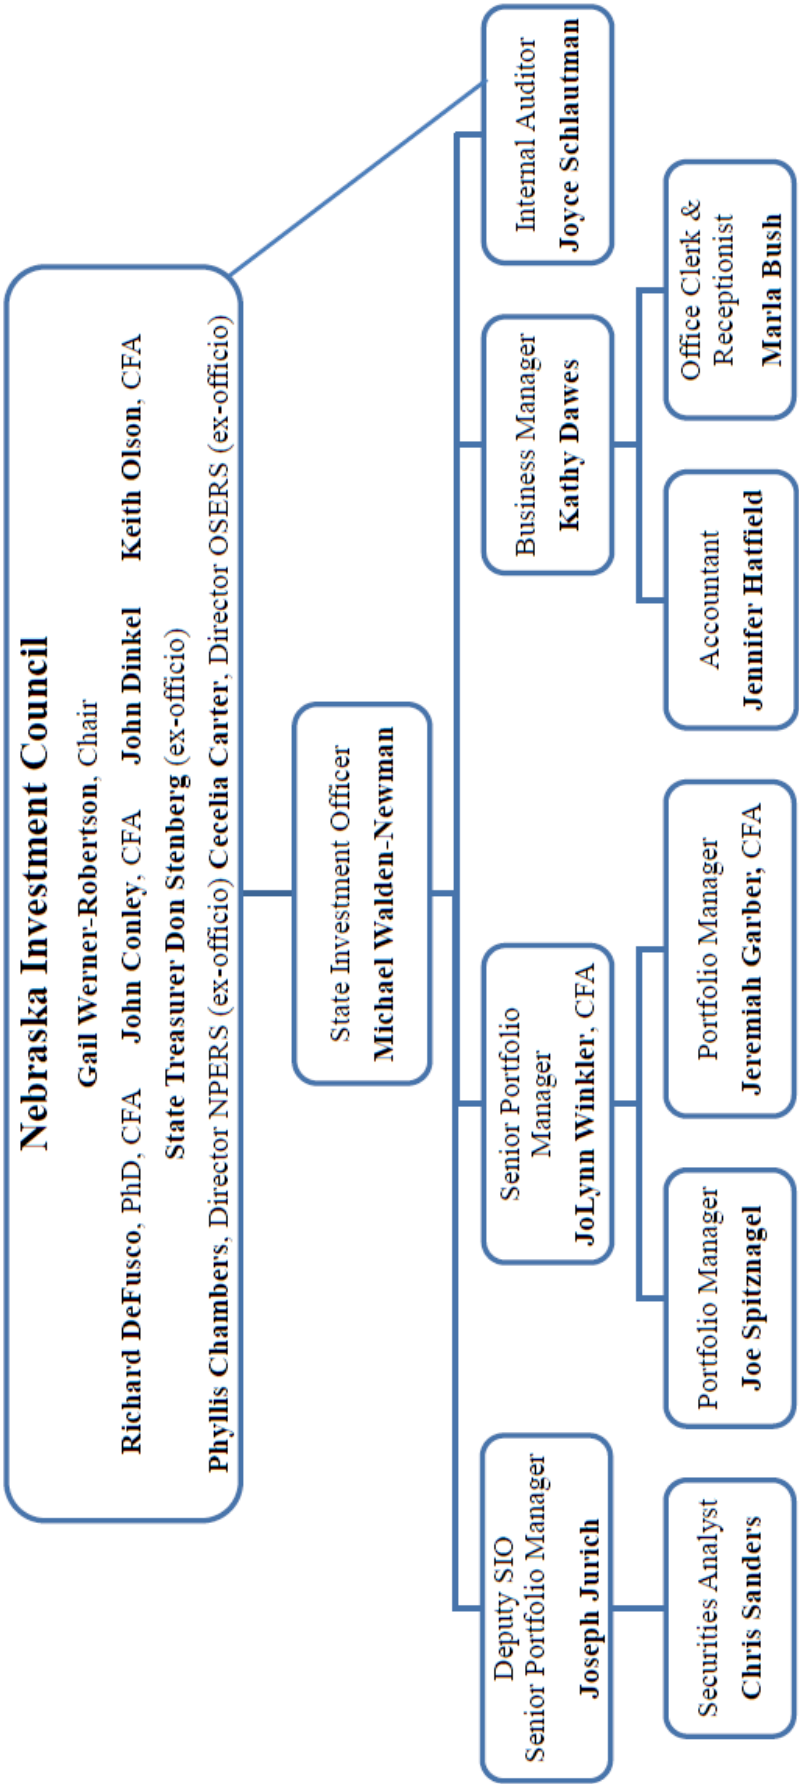 Nebraska Investment Council
Gail Werner-Robertson, Chair
Richard DeFusco, PhD, CFA John Conley, CFA John Dinkel Keith Olson, CFA
State Treasurer Don Stenberg (ex-officio)
Phyllis Chambers, Director NPERS (ex-officio) Cecelia Carter, Director OSERS (ex-officio)
State Investment Officer
Michael Walden-Newman
Deputy SIO
Senior Portfolio Manager
Joseph Jurich
Senior Portfolio
Manager
JoLynn Winkler, CFA
Business Manager
Kathy Dawes
Internal Auditor
Joyce Schlautman
Securities Analyst
Chris Sanders
Portfolio Manager
Joe Spitznagel
Portfolio Manager
Jeremiah Garber, CFA
Accountant
Jennifer Hatfield
Office Clerk &
Receptionist
Marla Bush